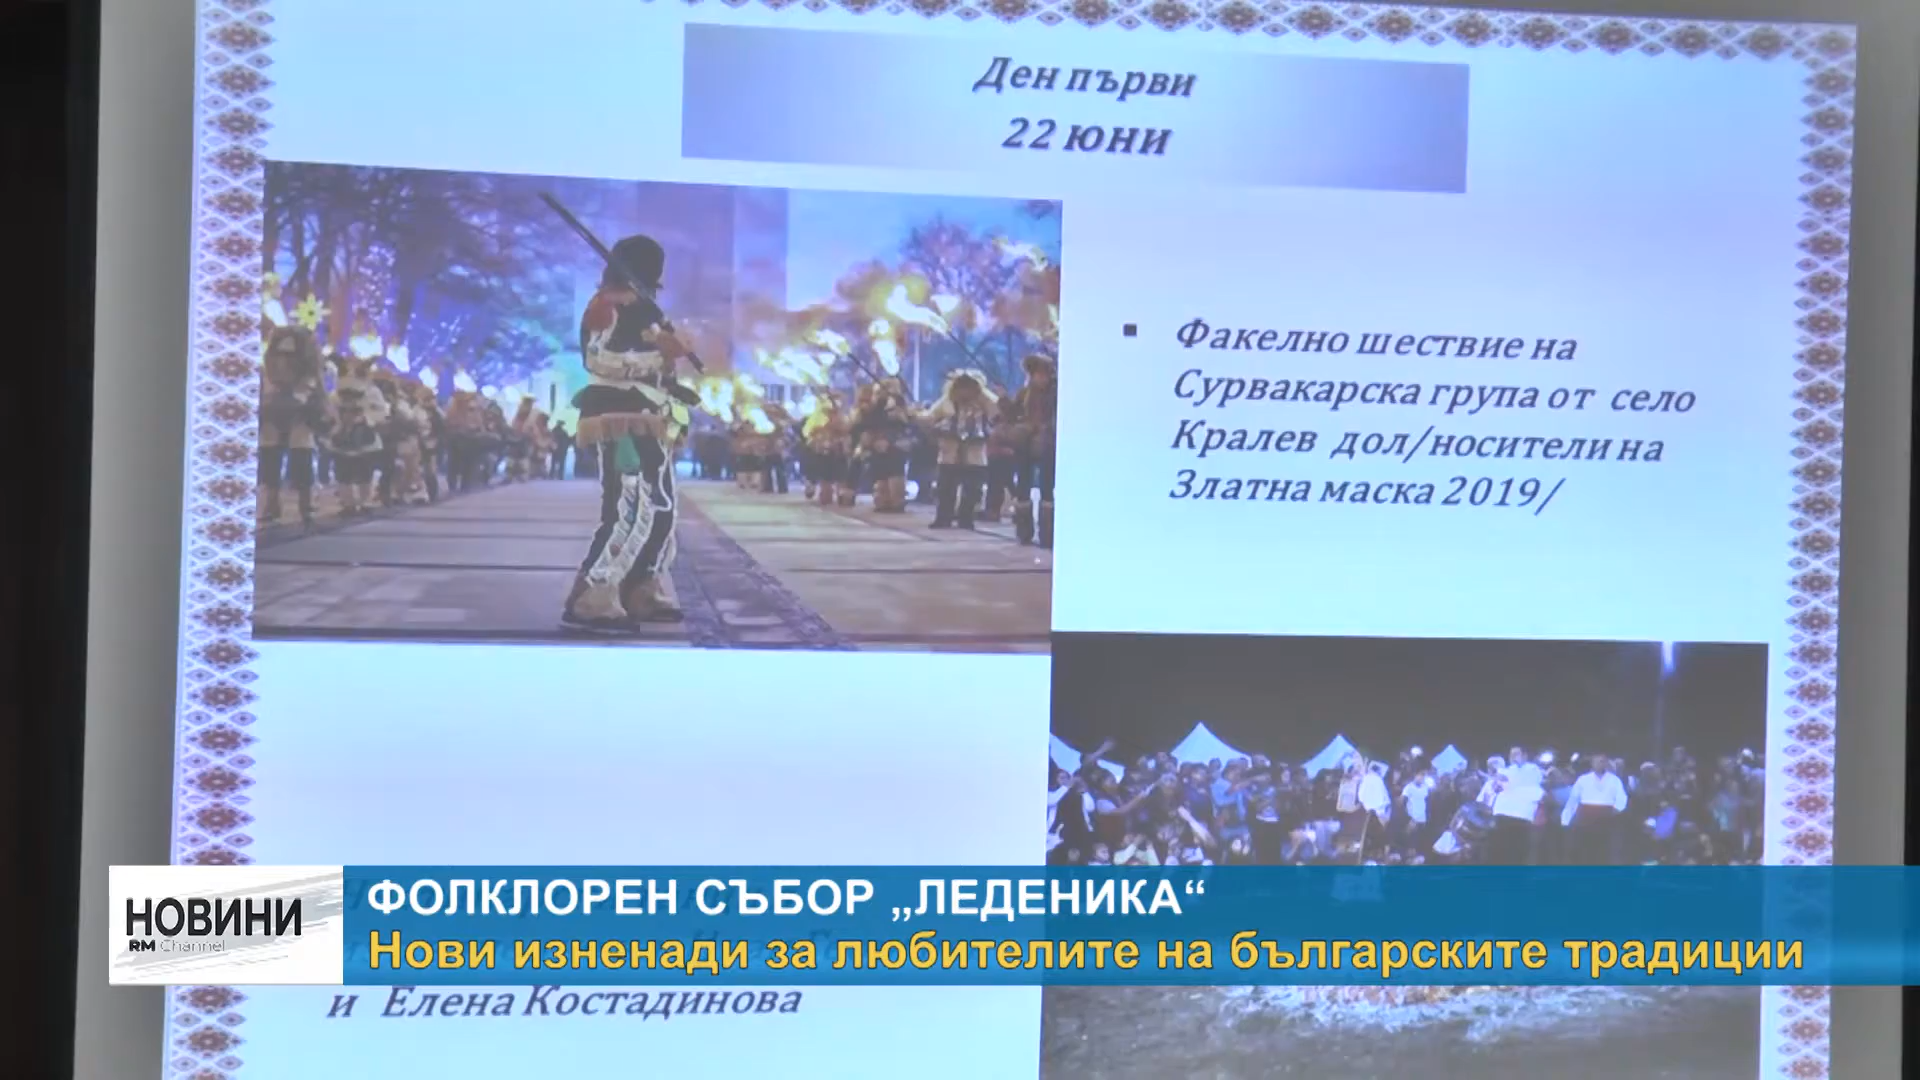 Ден първи
22 юни
Факелно шествие на
Сурвакарска група от село
Кралев дол/носители на
Златна маска 2019/
НОВИНИ
RM Channel
ФОЛКЛОРЕН СЪБОР „ЛЕДЕНИКА“
Нови изненади за любителите на българските традиции
и Елена Костадинова